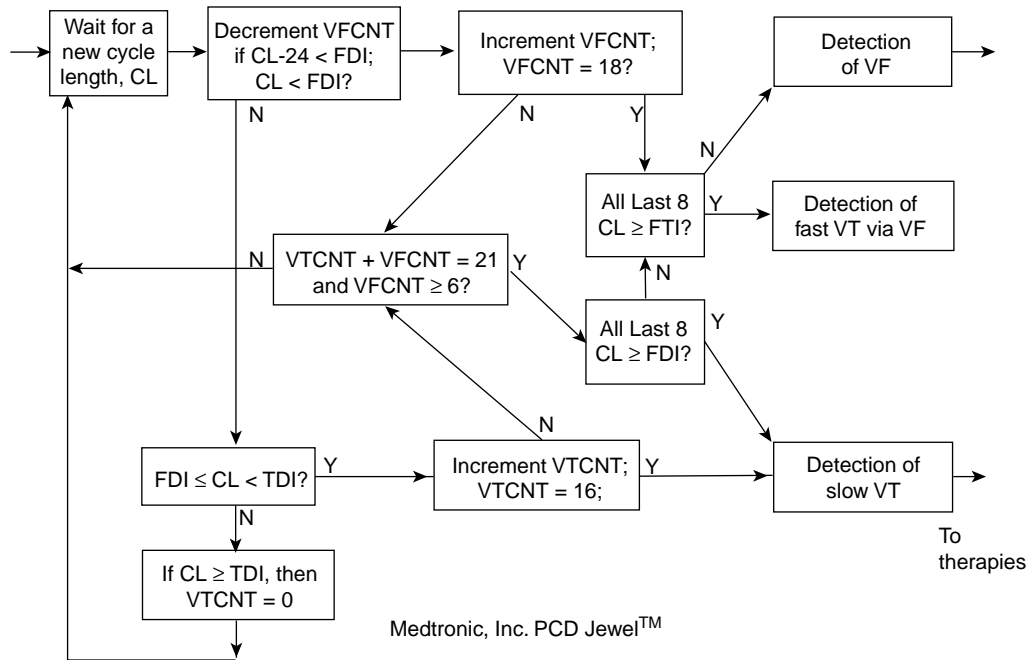 Wait for
a new
cycle
length, CL
Decrement VFCNT
if CL-24 < FDI;
CL < FDI?
Increment VFCNT;
VFCNT = 18?
Detection
of VF
N
N
Y
N
All Last 8
CL ≥ FTI?
Y
Detection of
fast VT via VF
N
VTCNT + VFCNT = 21
and VFCNT ≥ 6?
Y
N
All Last 8
CL ≥ FDI?
Y
N
FDI ≤ CL < TDI?
Y
Increment VTCNT;
VTCNT = 16;
Y
Detection of
slow VT
N
To
therapies
If CL ≥ TDI, then
VTCNT = 0
Medtronic, Inc. PCD Jewel™